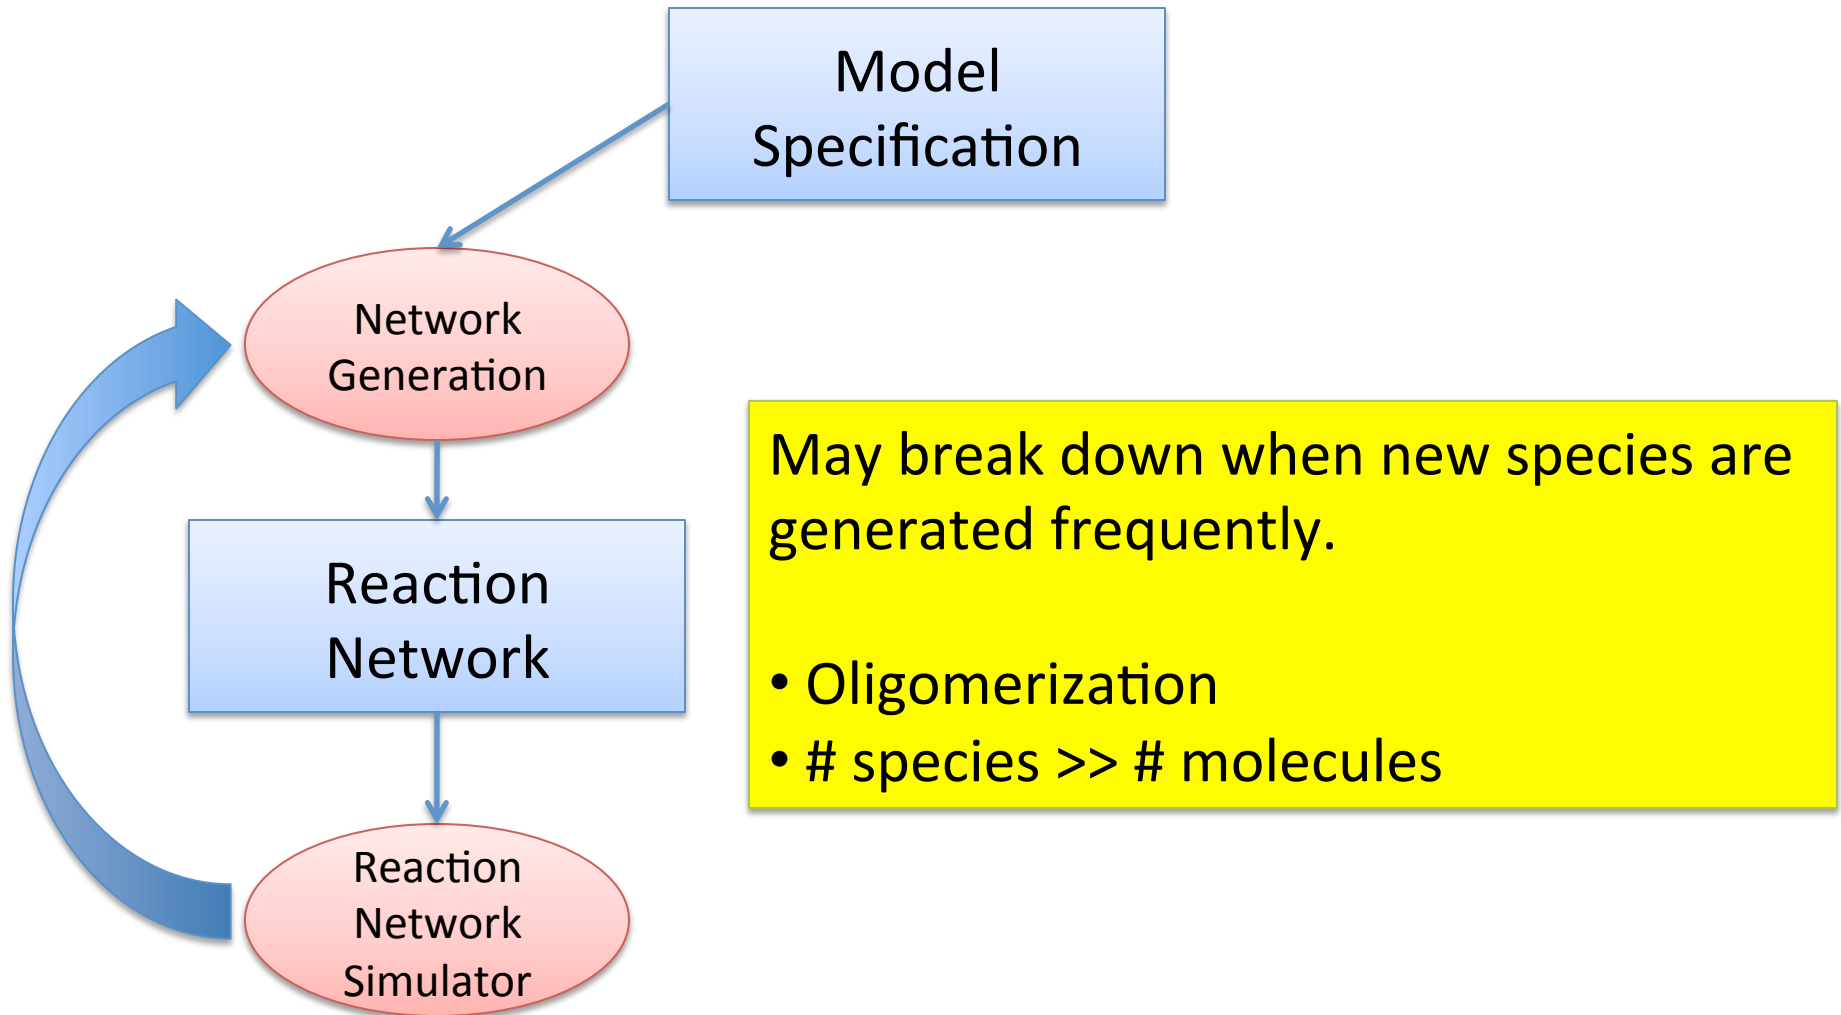 Model
Specification
Network
Generation
May break down when new species are
generated frequently.
Reaction
Network
• Oligomerization
• # species >> # molecules
Reaction
Network
Simulator